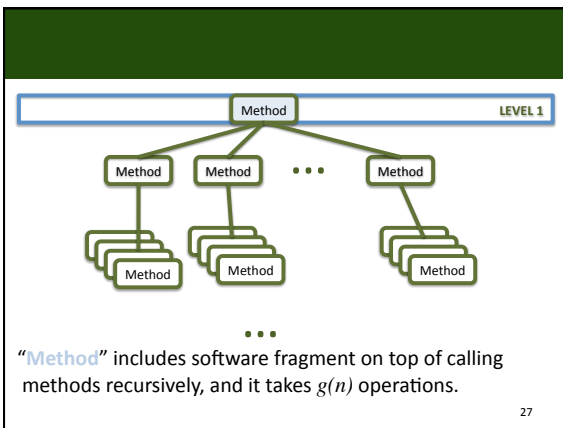 Method
LEVEL 1
Method
Method
• • •
Method
Method
Method
Method
• • •
“Method” includes software fragment on top of calling
methods recursively, and it takes g(n) operations.
27